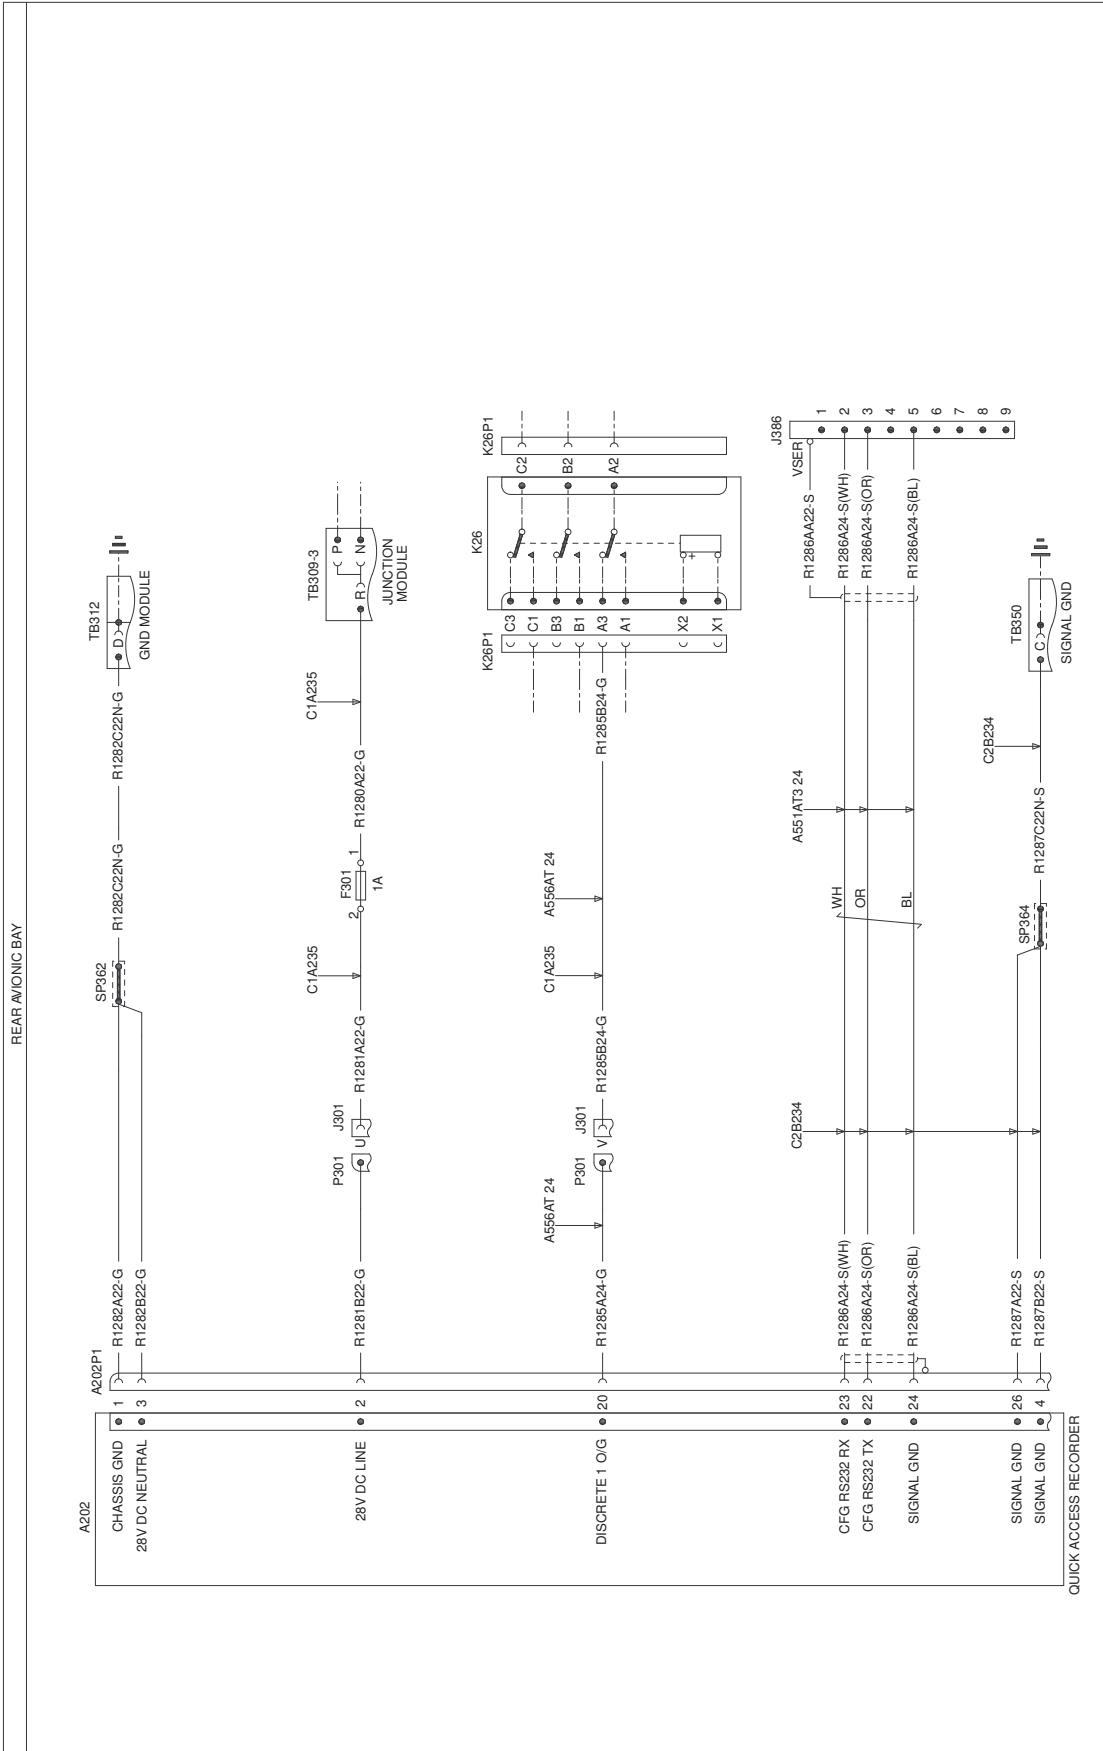 REAR AVIONIC BAY
A202
CHASSIS GND
28V DC NEUTRAL
28V DC LINE
DISCRETE 1 O/G
CFG RS232 RX
CFG RS232 TX
SIGNAL GND
SIGNAL GND
SIGNAL GND
QUICK ACCESS RECORDER
A202P1
1
3
2
20
23
22
24
26
4
R1282A22-G
R1282B22-G
SP362
R1282C22N-G
R1282C22N-G
TB312
D
GND MODULE
R1281B22-G
P301
U
J301
R1281A22-G
C1A235
2
F301
1A
1
R1280A22-G
C1A235
TB309-3
R
N
P
JUNCTION
MODULE
R1285A24-G
A556AT 24
P301
V
J301
R1285B24-G
C1A235
A556AT 24
R1285B24-G
K26P1
C3
C1
B3
B1
A3
A1
X2
X1
K26
+
C2
B2
A2
K26P1
R1286A24-S(WH)
R1286A24-S(OR)
R1286A24-S(BL)
C2B234
WH
OR
BL
A551AT3 24
R1286AA22-S
R1286A24-S(WH)
R1286A24-S(OR)
R1286A24-S(BL)
VSER
J386
1
2
3
4
5
6
7
8
9
R1287A22-S
R1287B22-S
SP364
R1287C22N-S
C2B234
TB350
C
SIGNAL GND